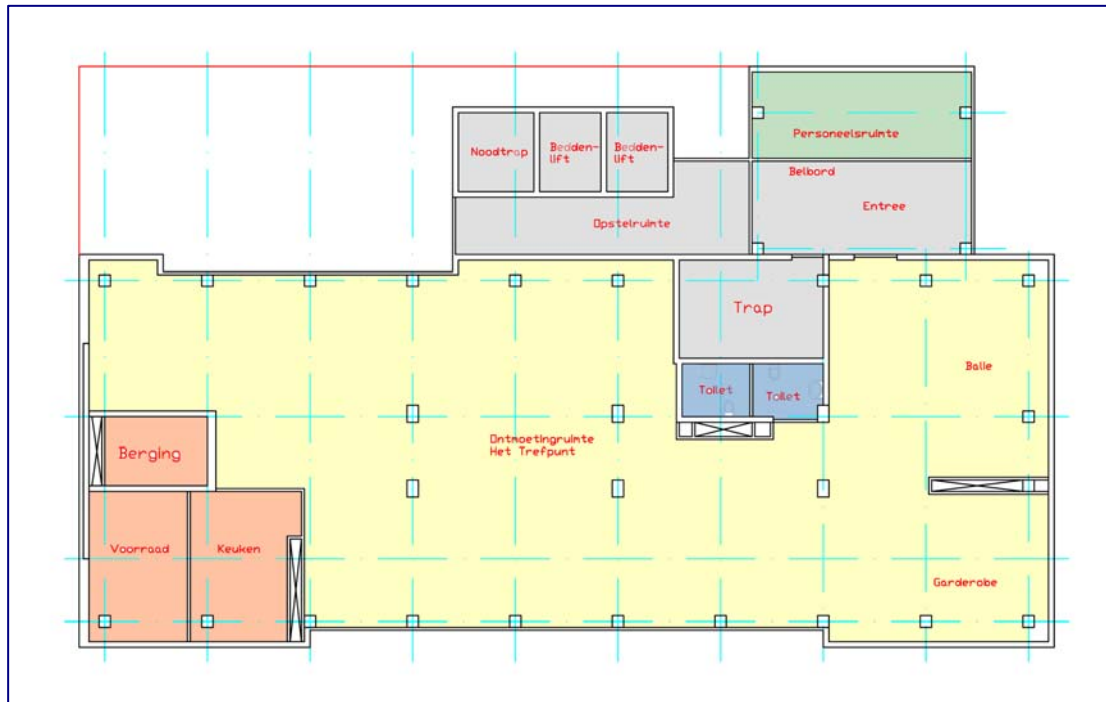 Personeelsruimte
Noodtrap
Bedden-
lift
Bedden-
lift
Belbord
Entree
Opstelruimte
Trap
Balie
Toilet
Toilet
Ontmoetingruimte
Het Trefpunt
Berging
Voorraad
Keuken
Garderobe